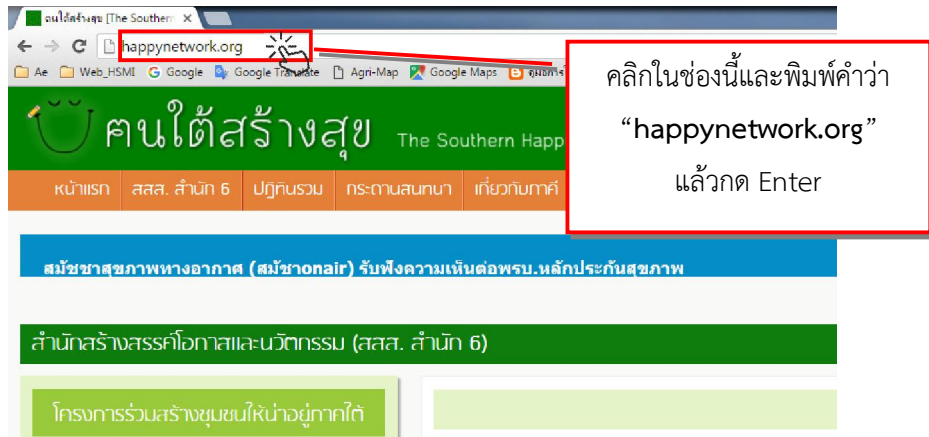 คนใต้สร้างสุข [The Southern
happynetwork.org
Ae Web_HSMI Google Google Translate Agri-Map Google Maps
คลิกในช่องนี้และพิมพ์คำว่า
“happynetwork.org”
แล้วกด Enter
คนใต้สร้างสุข The Southern Happ
หน้าแรก สสส. สำนัก 6 ปฏิทินรวม กระดานสนทนา เกี่ยวกับภาคี
สมัชชาสุขภาพทางอากาศ (สมัชาonair) รับฟังความเห็นต่อพรบ.หลักประกันสุขภาพ
สำนักสร้างสรรค์โอกาสและนวัตกรรม (สสส. สำนัก 6)
โครงการร่วมสร้างชุมชนให้น่าอยู่ภาคใต้